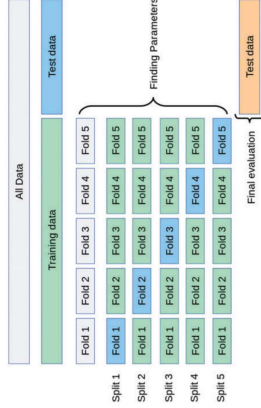 All Data
Training data
Test data
Fold 1 Fold 2 Fold 3 Fold 4 Fold 5
Split 1 Fold 1 Fold 2 Fold 3 Fold 4 Fold 5
Split 2 Fold 1 Fold 2 Fold 3 Fold 4 Fold 5
Split 3 Fold 1 Fold 2 Fold 3 Fold 4 Fold 5
Split 4 Fold 1 Fold 2 Fold 3 Fold 4 Fold 5
Split 5 Fold 1 Fold 2 Fold 3 Fold 4 Fold 5
Finding Parameters
Final evaluation
Test data